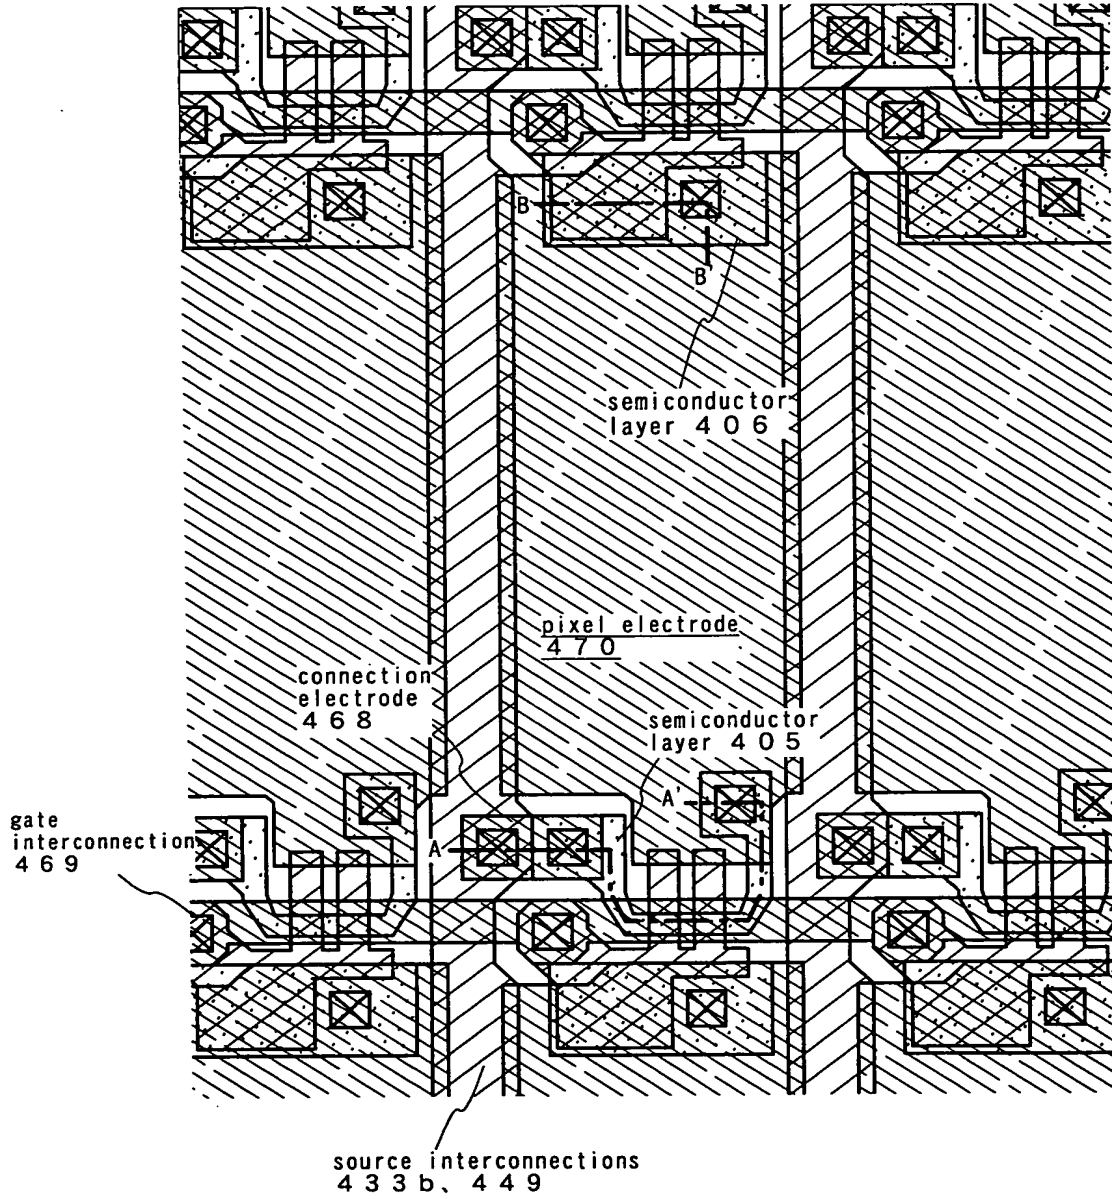 B
B'
semiconductor
layer 406
pixel electrode
470
connection
electrode
468
semiconductor
layer 405
A'
gate
interconnection
469
A
source interconnections
433b、449